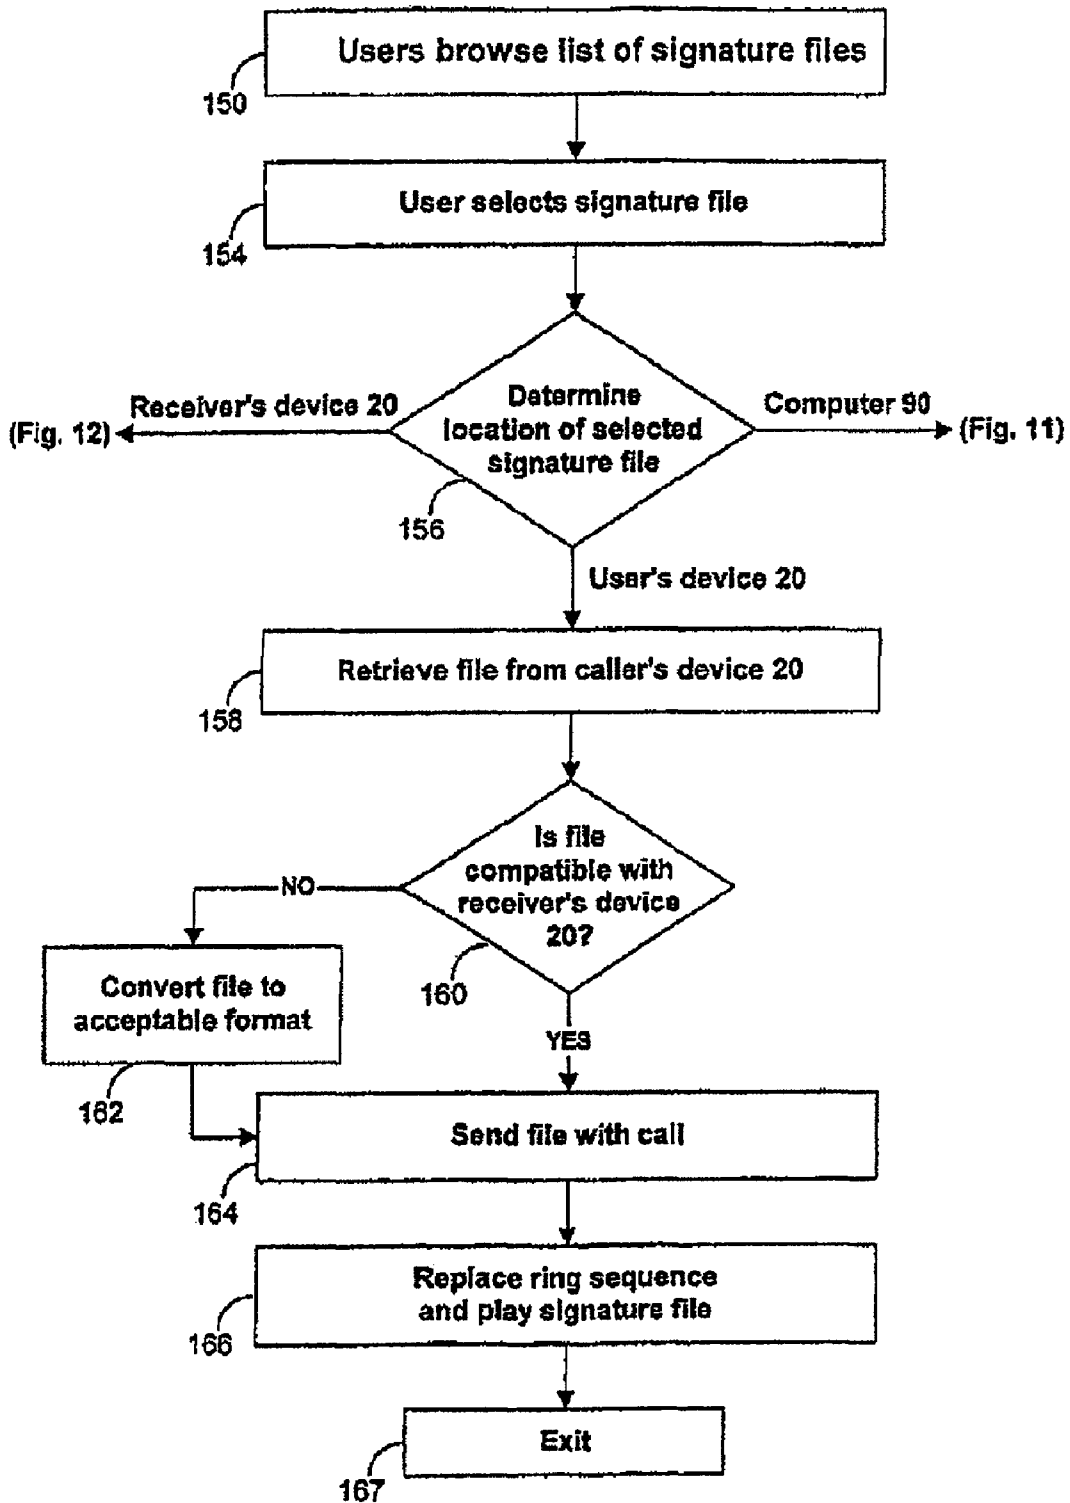 Users browse list of signature files
150
User selects signature file
154
Determine
location of selected
signature file
Receiver's device 20
(Fig. 12)
Computer 90
(Fig. 11)
156
User's device 20
Retrieve file from caller's device 20
158
Is file
compatible with
receiver's device
20?
NO
160
Convert file to
acceptable format
162
YES
Send file with call
164
Replace ring sequence
and play signature file
166
Exit
167